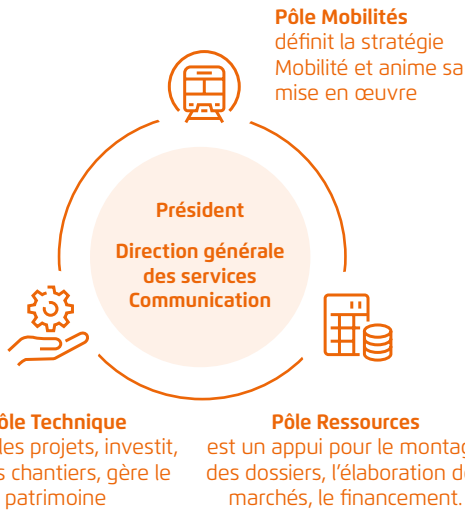 Pôle Mobilités
définit la stratégie
Mobilité et anime sa
mise en œuvre
Président
Direction générale
des services
Communication
Technique
les projets, investit,
chantiers, gère le
patrimoine
Pôle Ressources
est un appui pour le
des dossiers, l’élaboration
marchés, le financement.